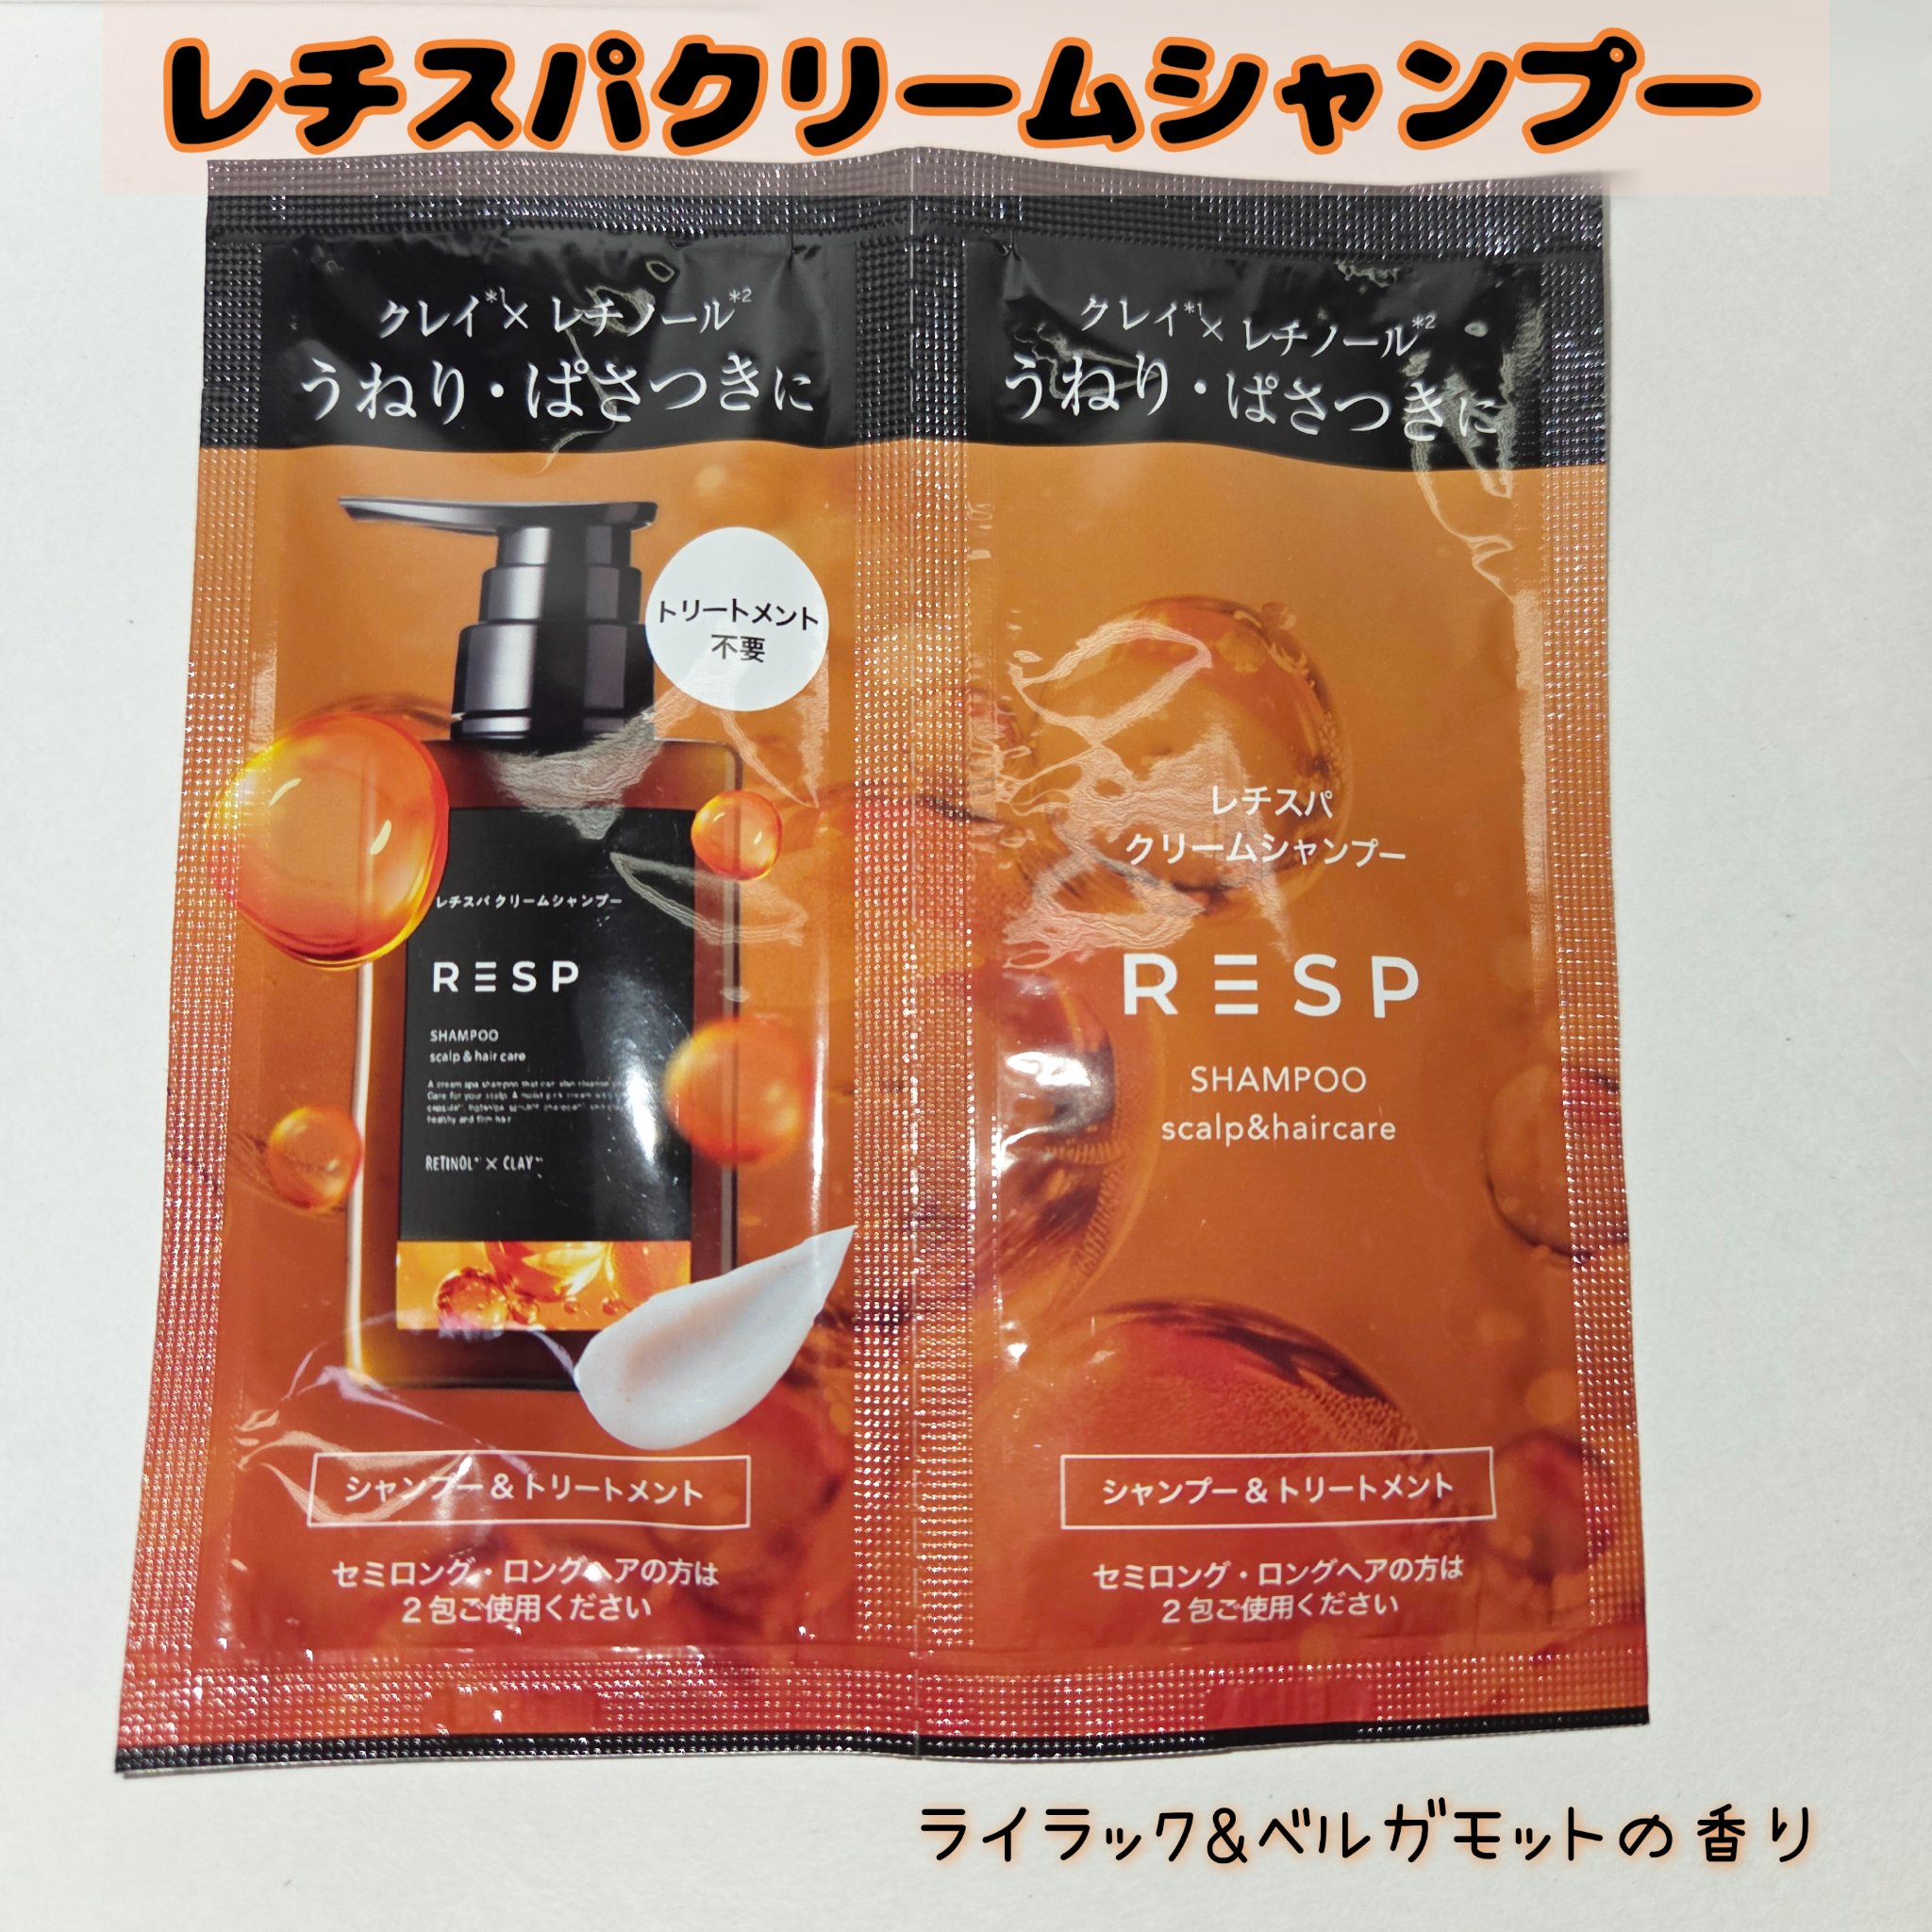 レチスパクリームシャンプー
クレイ*1×レチノール*2
うねり・ぱさつきに
トリートメント
不要
レチスパ クリームシャンプー
RESP
SHAMPOO
scalp & hair care
RETINOL × CLAY
シャンプー&トリートメント
セミロング・ロングヘアの方は
2包ご使用ください
クレイ*1×レチノール*2
うねり・ぱさつきに
レチスパ
クリームシャンプー
RESP
SHAMPOO
scalp&haircare
シャンプー&トリートメント
セミロング・ロングヘアの方は
2包ご使用ください
ライラック&ベルガモットの香り